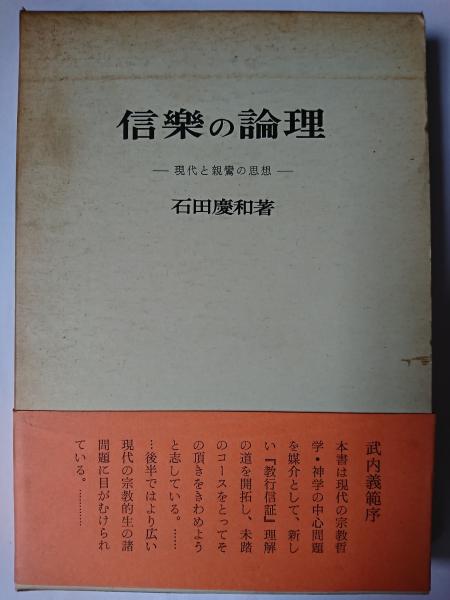 信樂の論理
― 現代と親鸞の思想 ―
石田慶和著
武内義範序
本書は現代の宗教哲
学・神学の中心問題
を媒介として、新し
い『教行信証』理解
の道を開拓し、未踏
のコースをとってそ
の頂きをきわめよう
と志している。……
…後半ではより広い
現代の宗教的生の諸
問題に目がむけられ
ている。…………